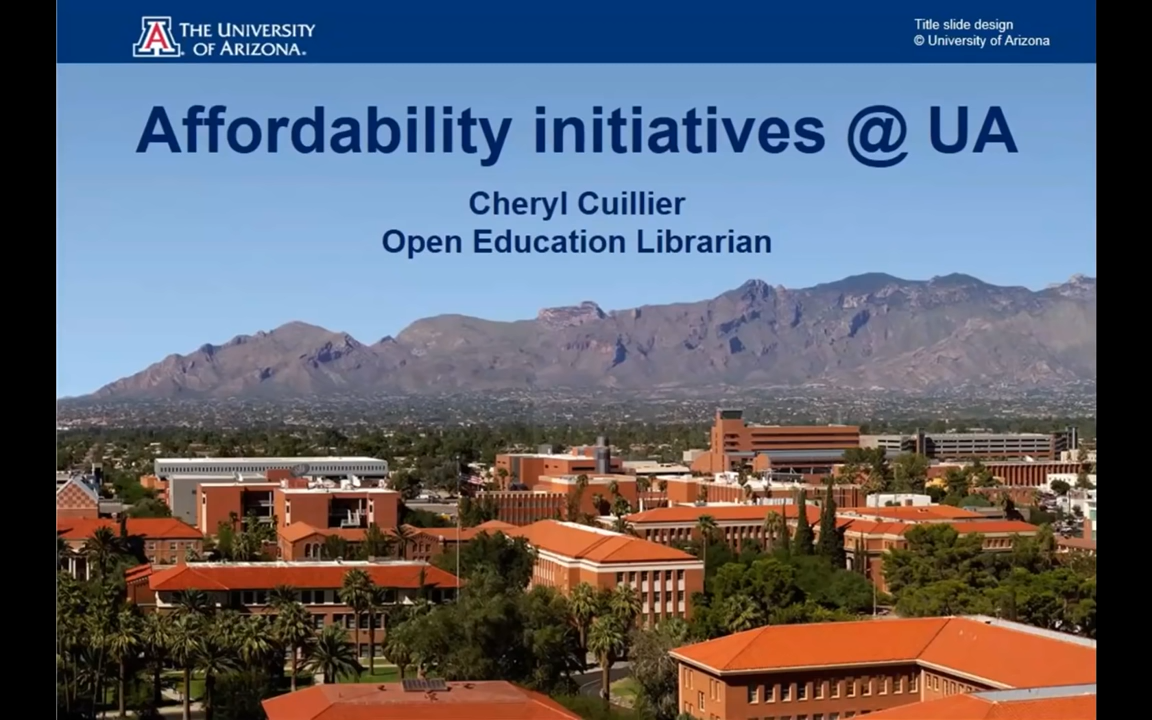 THE UNIVERSITY
OF ARIZONA.
Title slide design
© University of Arizona
Affordability initiatives @ UA
Cheryl Cuillier
Open Education Librarian